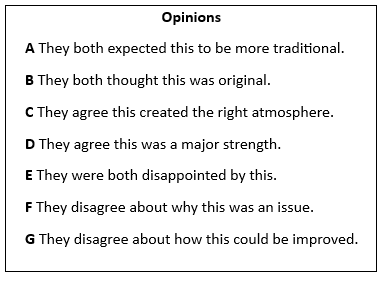 Opinions
A They both expected this to be more traditional.
B They both thought this was original.
C They agree this created the right atmosphere.
D They agree this was a major strength.
E They were both disappointed by this.
F They disagree about why this was an issue.
G They disagree about how this could be improved.